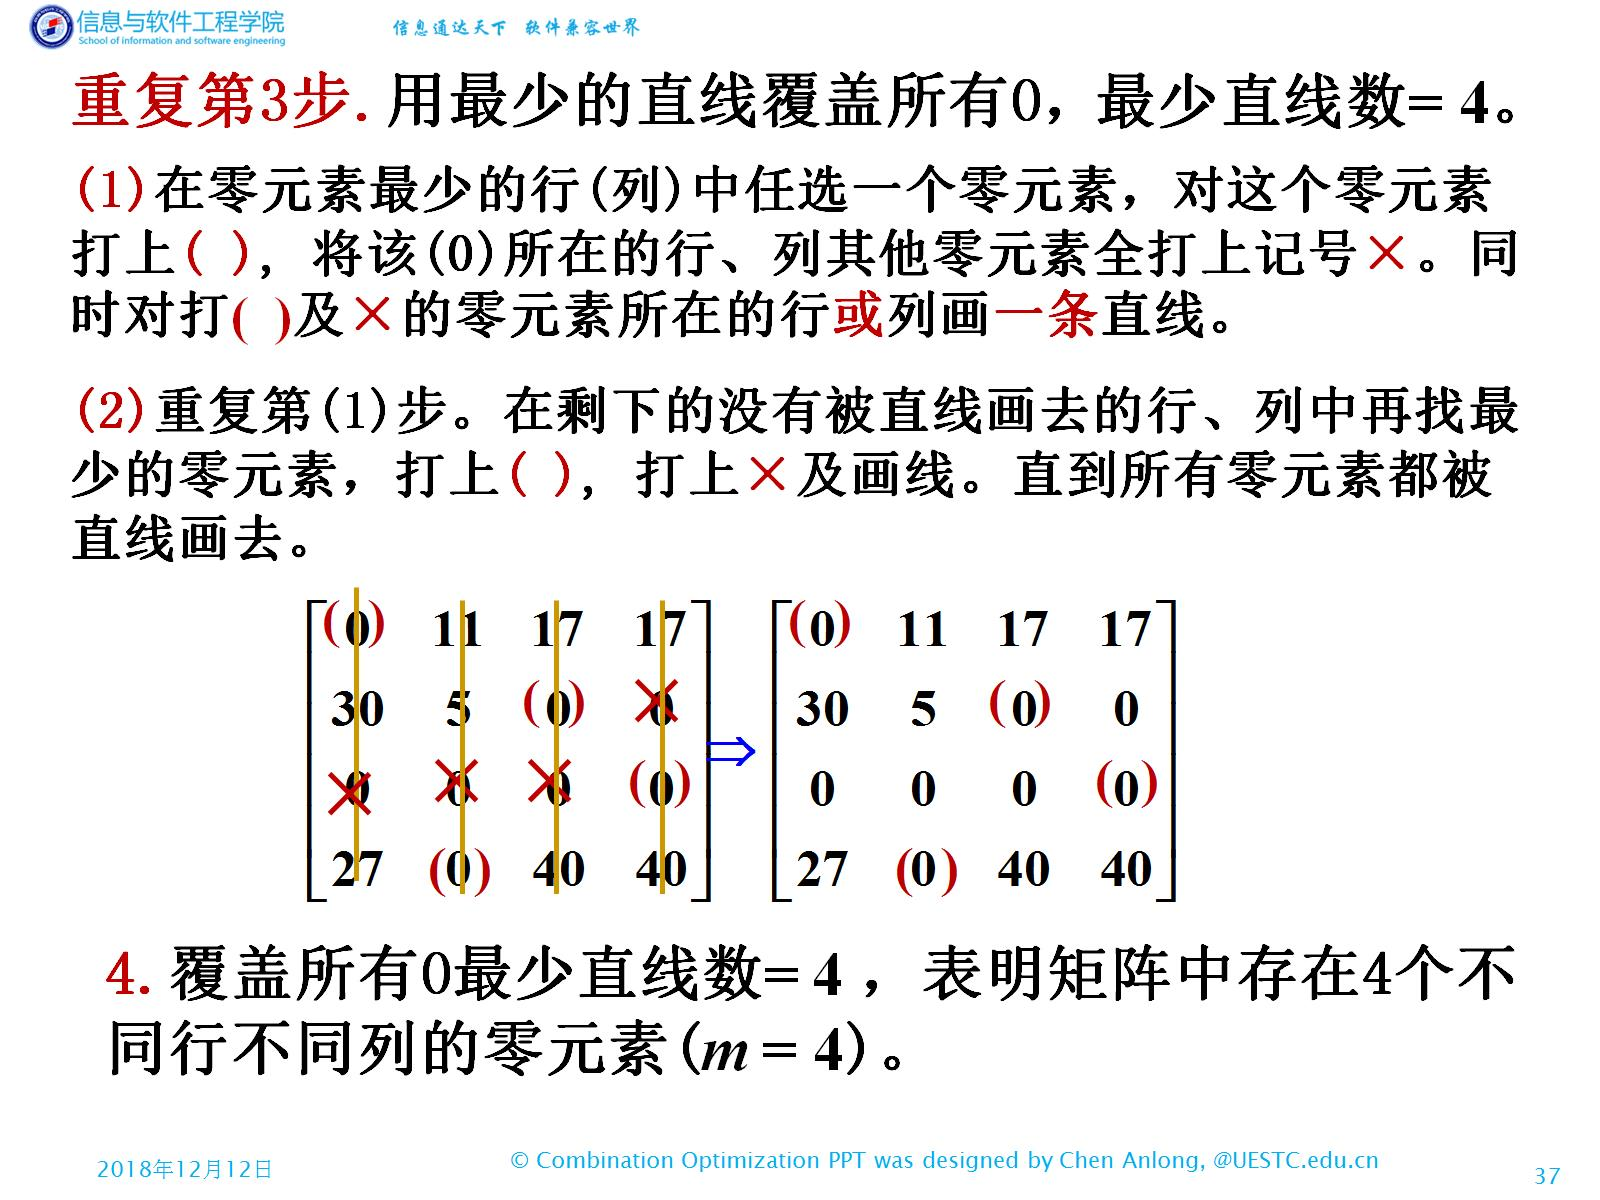 信息与软件工程学院
School of information and software engineering
信息通达天下 软件兼容世界
重复第3步.用最少的直线覆盖所有0，最少直线数= 4。
(1)在零元素最少的行(列)中任选一个零元素，对这个零元素
打上( ), 将该(0)所在的行、列其他零元素全打上记号×。同
时对打( )及×的零元素所在的行或列画一条直线。
(2)重复第(1)步。在剩下的没有被直线画去的行、列中再找最
少的零元素，打上( ), 打上×及画线。直到所有零元素都被
直线画去。
(0) 11 17 17 (0) 11 17 17
30 5 (0) 0 30 5 (0) 0
0 0 0 (0) ⇒ 0 0 0 (0)
27 (0) 40 40 27 (0) 40 40
4.覆盖所有0最少直线数= 4 ，表明矩阵中存在4个不
同行不同列的零元素(m = 4)。
2018年12月12日
© Combination Optimization PPT was designed by Chen Anlong, @UESTC.edu.cn
37